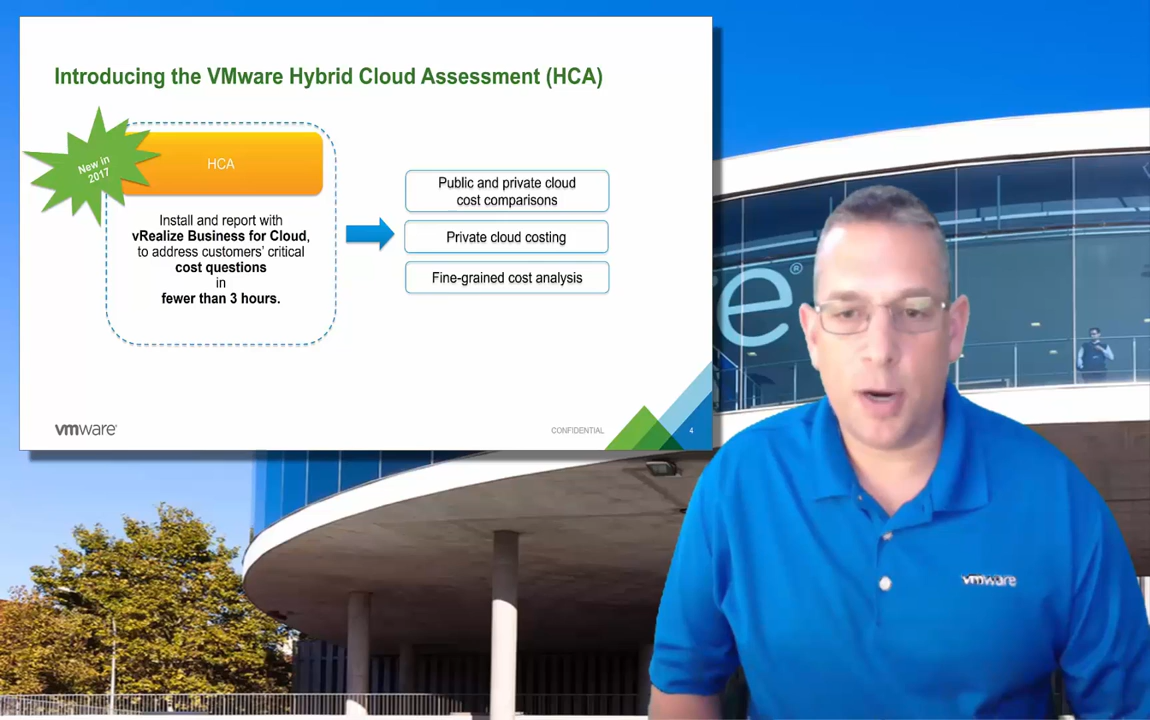 Introducing the VMware Hybrid Cloud Assessment (HCA)
New in
2017
HCA
Install and report with
vRealize Business for Cloud,
to address customers' critical
cost questions
in
fewer than 3 hours.
Public and private cloud
cost comparisons
Private cloud costing
Fine-grained cost analysis
vmware®
CONFIDENTIAL
4
e®
vmware